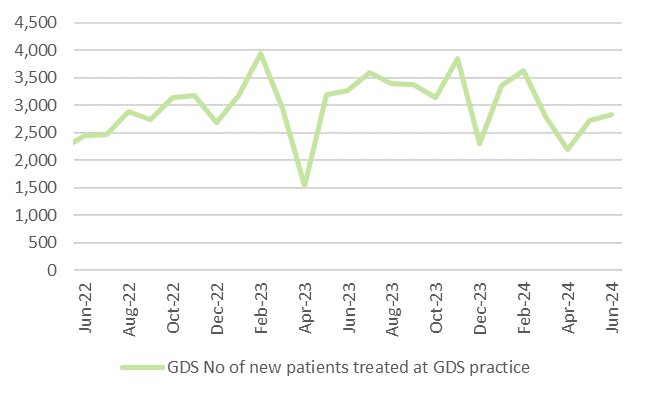 4,500
4,000
3,500
3,000
2,500
2,000
1,500
1,000
500
0
Jun-22
Aug-22
Oct-22
Dec-22
Feb-23
Apr-23
Jun-23
Aug-23
Oct-23
Dec-23
Feb-24
Apr-24
Jun-24
GDS No of new patients treated at GDS practice